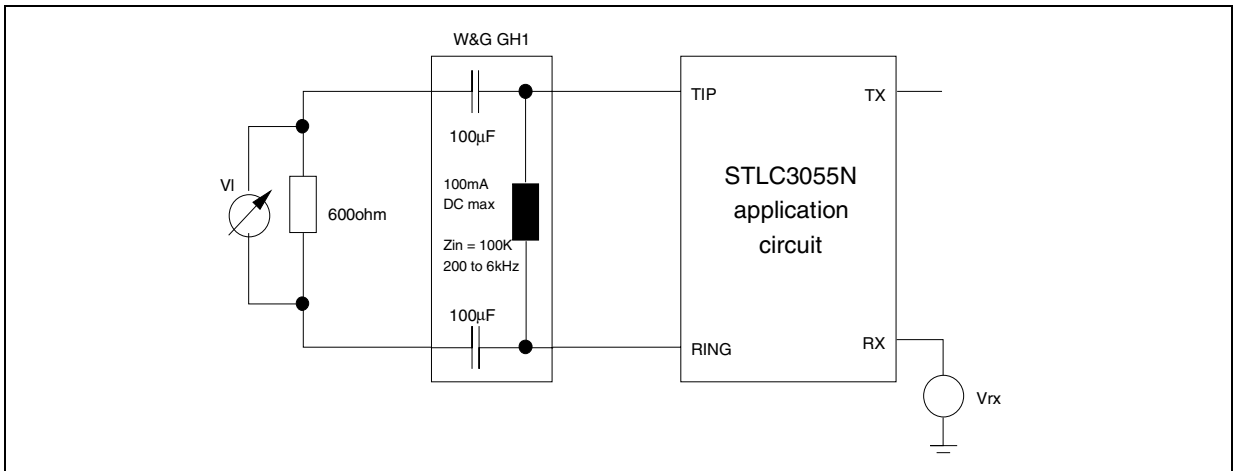 W&G GH1
TIP
TX
100μF
STLC3055N
application
circuit
VI
100mA
DC max
600ohm
Zin = 100K
200 to 6kHz
100μF
RING
RX
Vrx